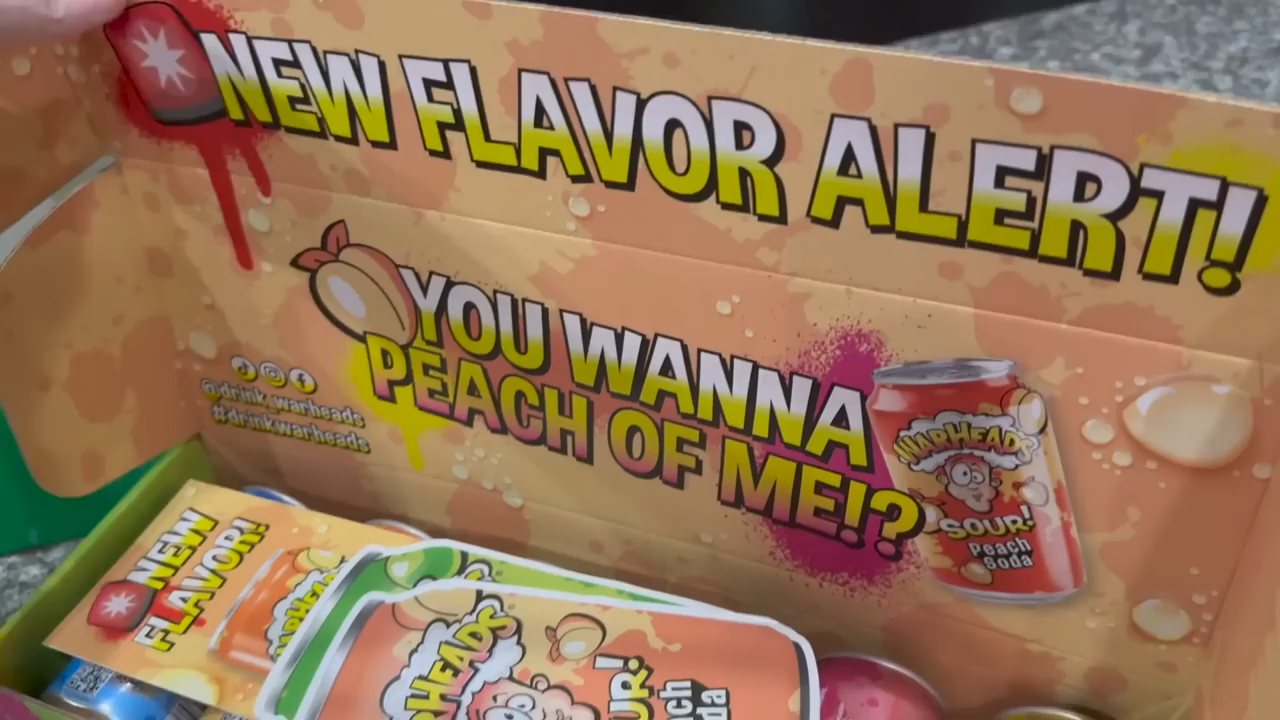 NEW FLAVOR ALERT!
YOU WANNA
PEACH OF ME!?
@drink_warheads
#drinkwarheads
WARHEADS
SOUR!
Peach
Soda
NEW
FLAVOR!